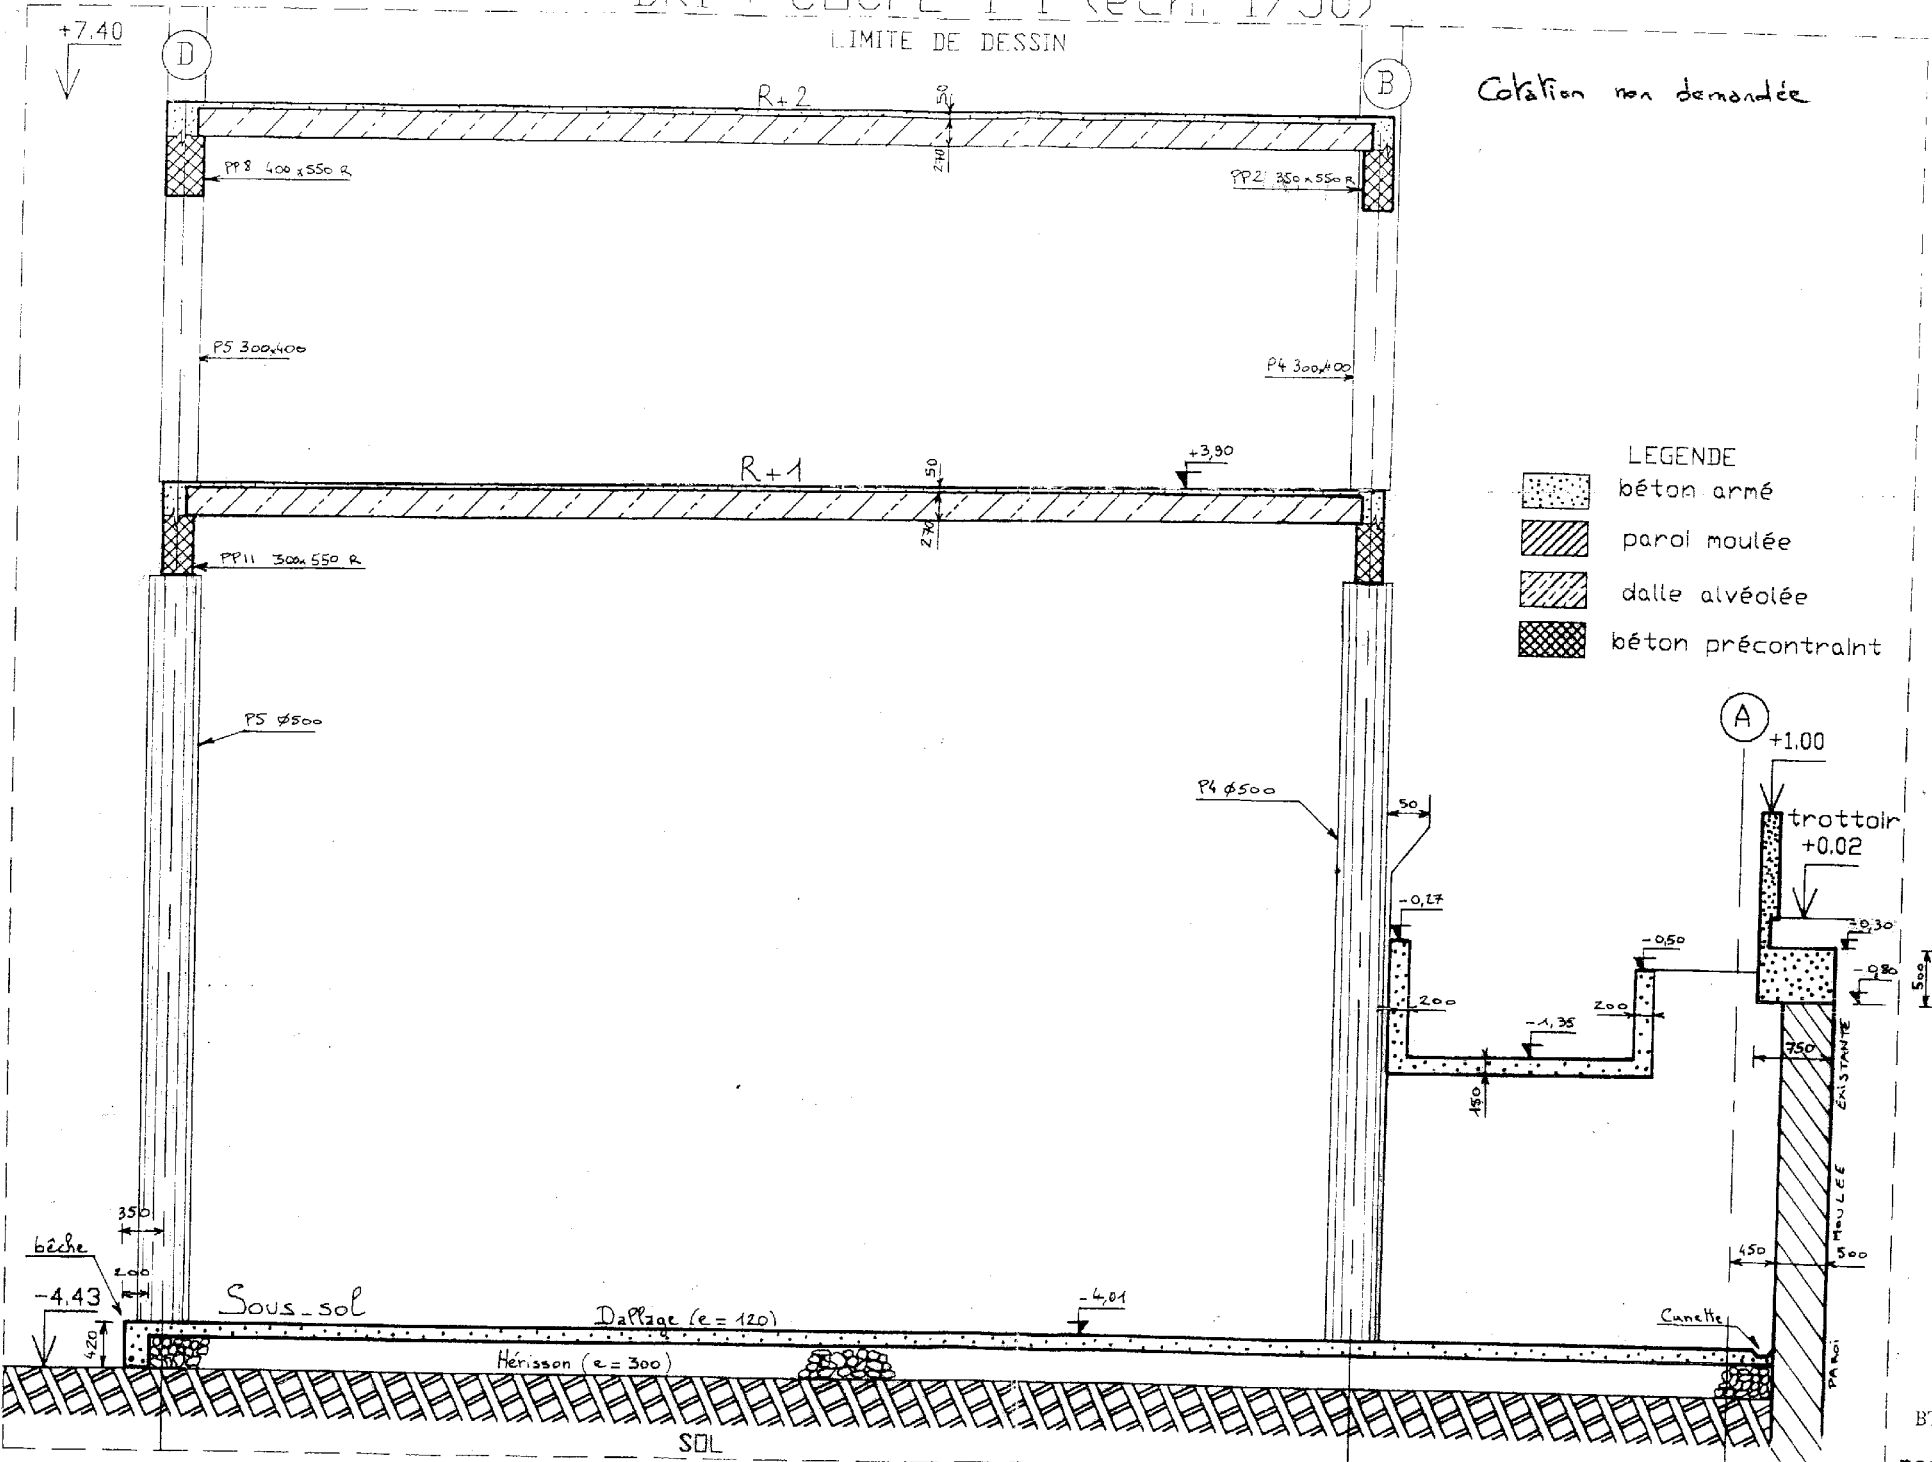 LIMITE DE DESSIN
+7.40
D
B
Cotation non demandée
R+2
50
270
PP8 400x550 R
PP2 350x550 R
P5 300x400
P4 300x400
R+1
50
+3,90
270
PP11 300x550 R
LEGENDE
béton armé
paroi moulée
dalle alvéolée
béton précontraint
A
+1.00
P5 ø500
P4 ø500
50
trottoir
+0.02
-0,27
-0,30
-0,50
-0,80
500
200
200
-1,35
750
180
PAROI MOULEE EXISTANTE
350
bêche
200
450
500
-4.43
Sous-sol
Dallage (e=120)
-4,01
Cunette
420
Hérisson (e=300)
SOL